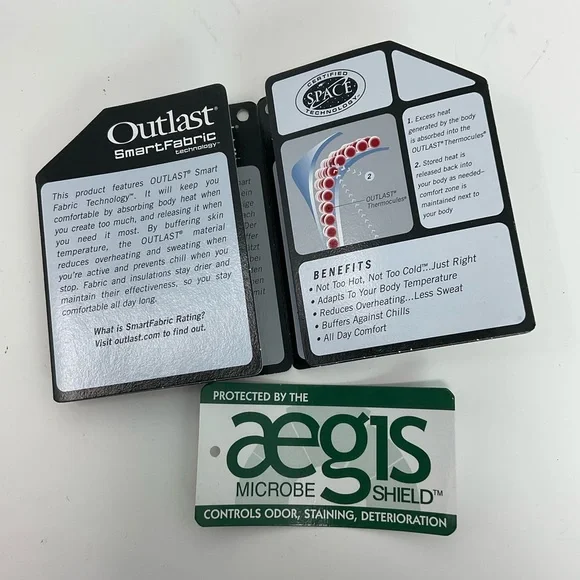 Outlast®
SmartFabric
technology™
This product features OUTLAST® Smart
Fabric Technology™. It will keep you
comfortable by absorbing body heat when
you create too much, and releasing it when
you need it most. By buffering skin
temperature, the OUTLAST® material
reduces overheating and sweating when
you're active and prevents chill when you
stop. Fabric and insulations stay drier and
maintain their effectiveness, so you stay
comfortable all day long.
What is SmartFabric Rating?
Visit outlast.com to find out.
CERTIFIED
SPACE
TECHNOLOGY™
1. Excess heat
generated by the body
is absorbed into the
OUTLAST® Thermocules®
2. Stored heat is
released back into
your body as needed–
comfort zone is
maintained next to
your body
2
OUTLAST®
Thermocules®
BENEFITS
• Not Too Hot, Not Too Cold™...Just Right
• Adapts To Your Body Temperature
• Reduces Overheating...Less Sweat
• Buffers Against Chills
• All Day Comfort
PROTECTED BY THE
aegis
MICROBE SHIELD™
CONTROLS ODOR, STAINING, DETERIORATION